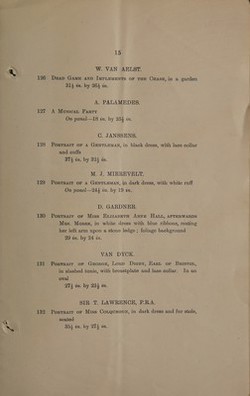 15
W. VAN AELST.
126 Dead Game and Implements of the Chase, in a garden
31½ in. by 26½ in.
A. PALAMEDES.
127 A Musical Party
On panel—18 in. by 25½ in.
C. JANSSENS.
128 Portrait of a Gentleman, in black dress, with lace collar
and cuffs
27½ in. by 21½ in.
M. J. MIEREVELT.
129 Portrait of a Gentleman, in dark dress, with white ruff
On panel—24½ in. by 19 in.
D. GARDNER.
130 Portrait of Miss Elizabeth Anne Hall, afterwards
Mrs. Morse, in white dress with blue ribbons, resting
her left arm upon a stone ledge; foliage background
29 in. by 24 in.
VAN DYCK.
131 Portrait of George, Lord Digby, Earl of Bristol,
in slashed tunic, with breastplate and lace collar. In an
oval
27½ in. by 21½ in.
SIR T. LAWRENCE, P.R.A.
132 Portrait of Miss Colquhoun, in dark dress and fur stole,
seated
35½ in. by 27½ in.